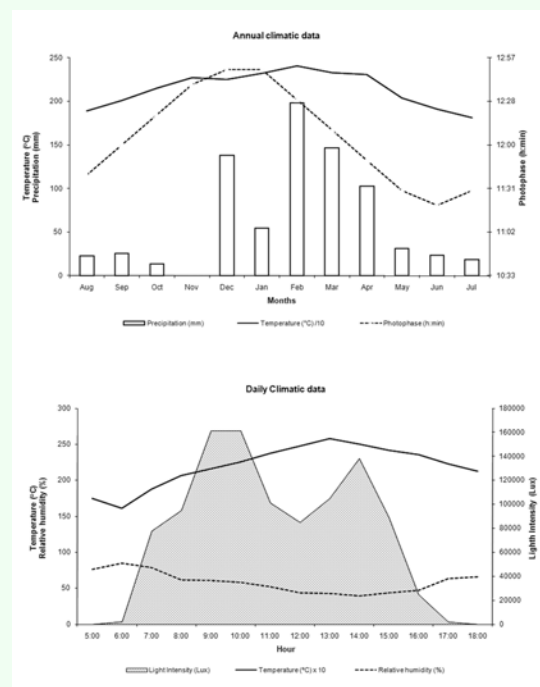 Annual climatic data
250
200
150
100
50
0
Temperature (ºC)
Precipitation (mm)
12:57
12:28
12:00
11:31
11:02
10:33
Photophase (h:min)
Aug Sep Oct Nov Dec Jan Feb Mar Apr May Jun Jul
Months
Precipitation (mm) Temperature (ºC) /10 Photophase (h:min)
Daily Climatic data
300
250
200
150
100
50
0
Temperature (ºC)
Relative humidity (%)
180000
160000
140000
120000
100000
80000
60000
40000
20000
0
Ligth Intensity (Lux)
5:00 6:00 7:00 8:00 9:00 10:00 11:00 12:00 13:00 14:00 15:00 16:00 17:00 18:00
Hour
Light Intensity (Lux) Temperature (ºC) x 10 Relative humidity (%)